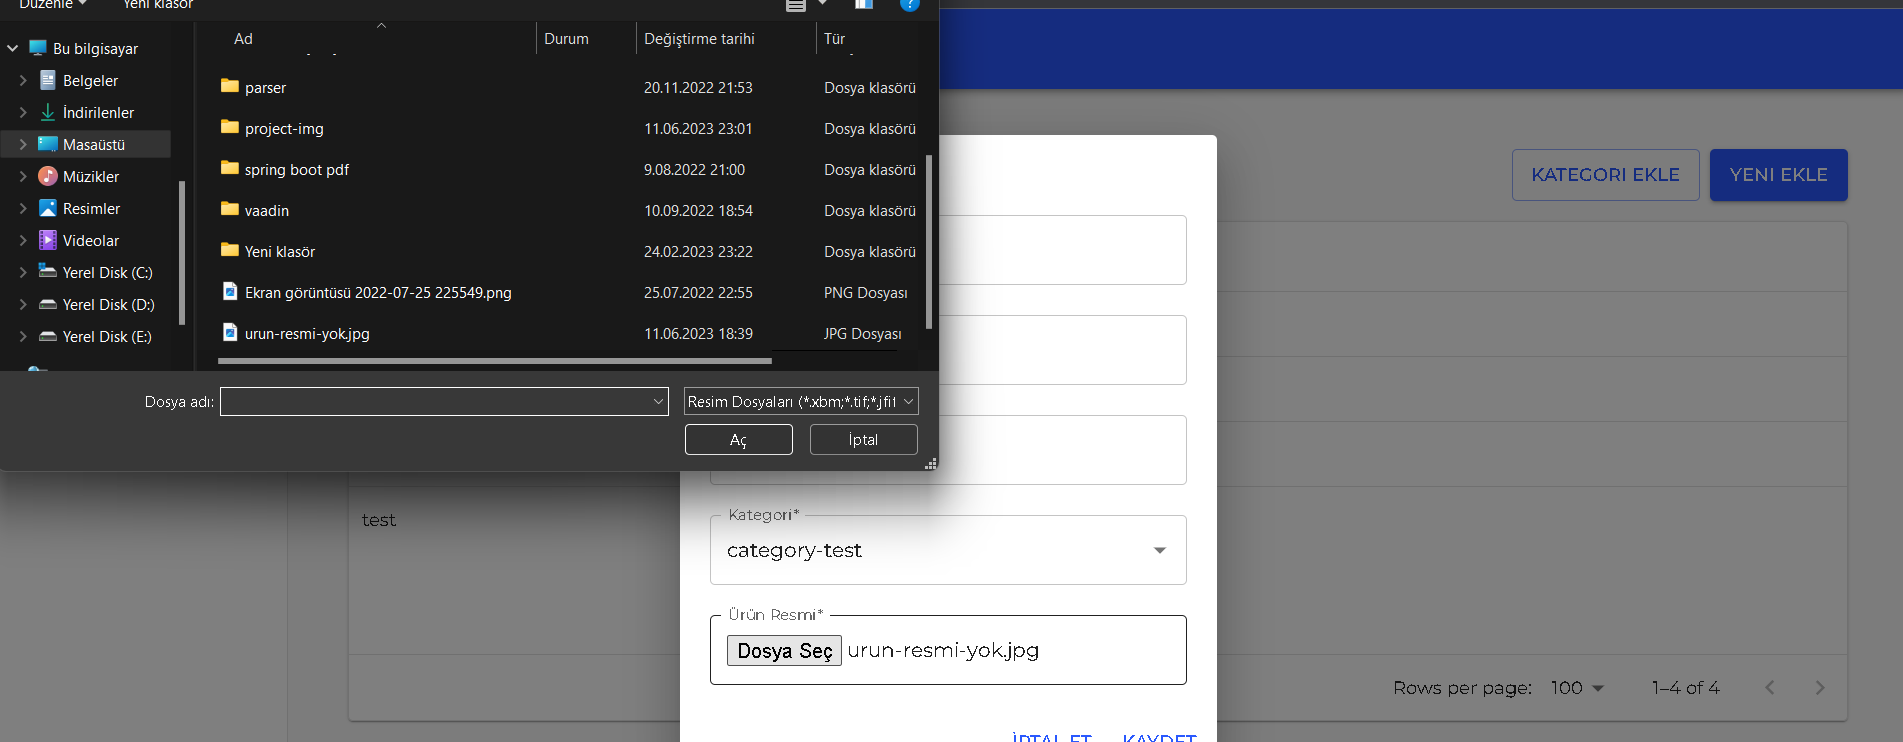 Düzenle Yeni klasör
Ad Durum Değiştirme tarihi Tür
Bu bilgisayar
Belgeler
İndirilenler
Masaüstü
Müzikler
Resimler
Videolar
Yerel Disk (C:)
Yerel Disk (D:)
Yerel Disk (E:)
parser 20.11.2022 21:53 Dosya klasörü
project-img 11.06.2023 23:01 Dosya klasörü
spring boot pdf 9.08.2022 21:00 Dosya klasörü
vaadin 10.09.2022 18:54 Dosya klasörü
Yeni klasör 24.02.2023 23:22 Dosya klasörü
Ekran görüntüsü 2022-07-25 225549.png 25.07.2022 22:55 PNG Dosyası
urun-resmi-yok.jpg 11.06.2023 18:39 JPG Dosyası
Dosya adı: Resim Dosyaları (*.xbm;*.tif;*.jfif
Aç İptal
KATEGORI EKLE YENI EKLE
test
Kategori*
category-test
Ürün Resmi*
Dosya Seç urun-resmi-yok.jpg
Rows per page: 100 1–4 of 4
İPTAL ET KAYDET